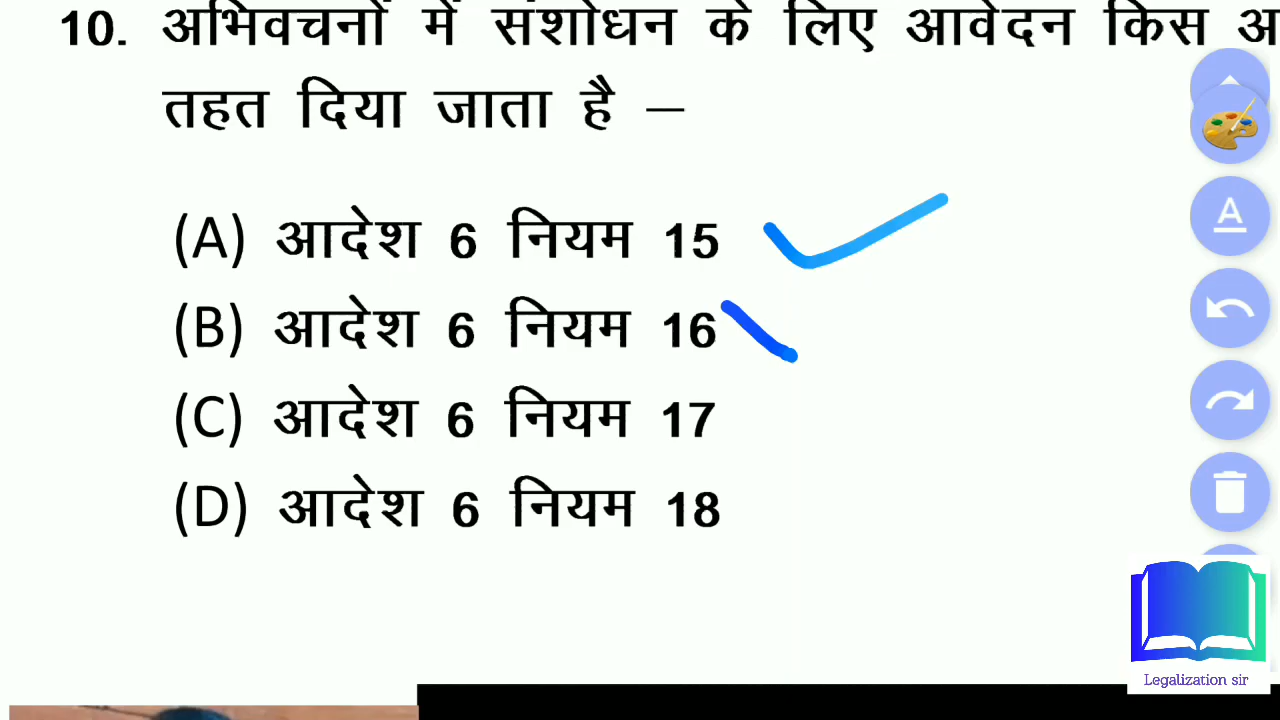 10. अभिवचनों में संशोधन के लिए आवेदन किस
तहत दिया जाता है –
(A) आदेश 6 नियम 15
(B) आदेश 6 नियम 16
(C) आदेश 6 नियम 17
(D) आदेश 6 नियम 18
A
Legalization sir